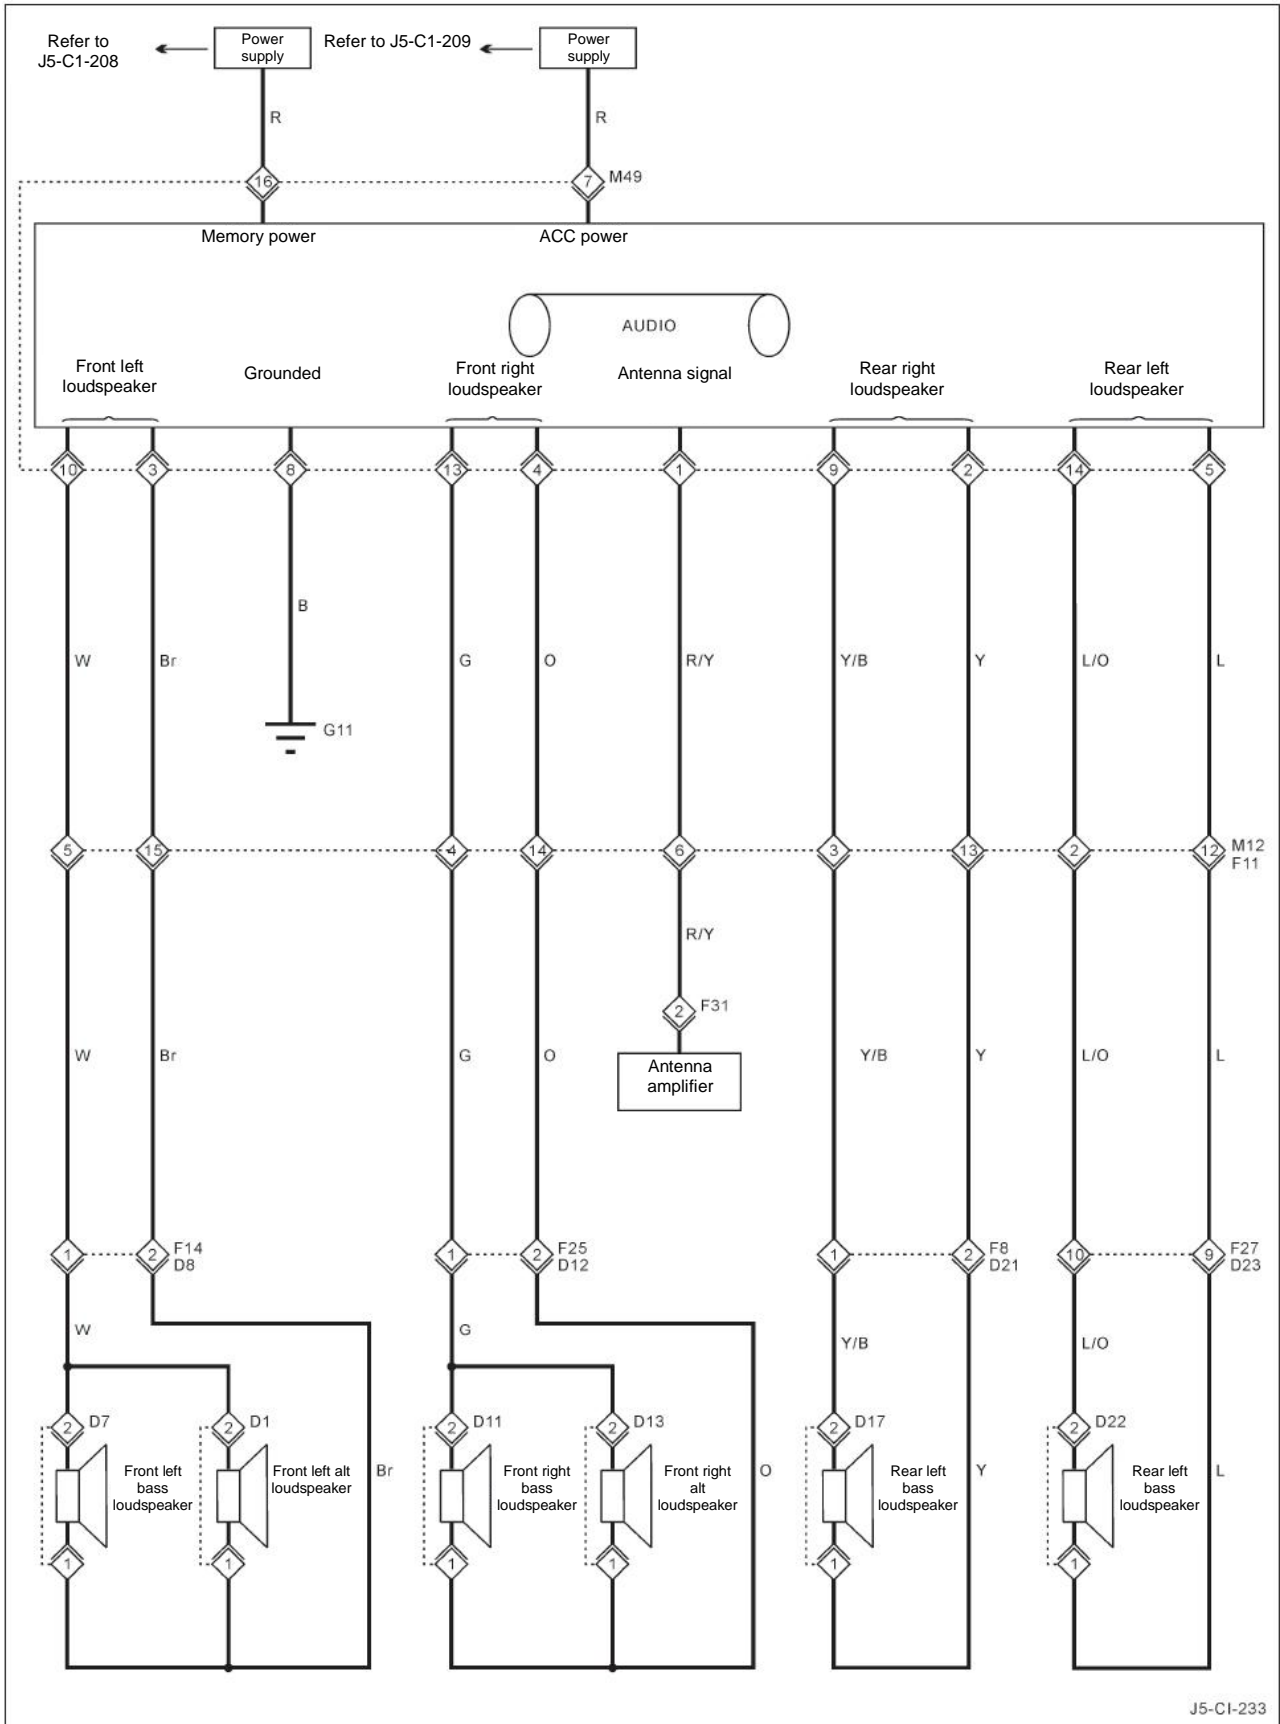 Refer to
J5-C1-208
Power
supply
Refer to J5-C1-209
Power
supply
R
R
16
7
M49
Memory power
ACC power
AUDIO
Front left
loudspeaker
Grounded
Front right
loudspeaker
Antenna signal
Rear right
loudspeaker
Rear left
loudspeaker
10
3
8
13
4
1
9
2
14
5
B
W
Br
G
O
R/Y
Y/B
Y
L/O
L
G11
5
15
4
14
6
3
13
2
12
M12
F11
R/Y
2
F31
W
Br
G
O
Antenna
amplifier
Y/B
Y
L/O
L
1
2
F14
D8
1
2
F25
D12
1
2
F8
D21
10
9
F27
D23
W
G
Y/B
L/O
2
D7
2
D1
2
D11
2
D13
2
D17
2
D22
Front left
bass
loudspeaker
Front left alt
loudspeaker
Br
Front right
bass
loudspeaker
Front right
alt
loudspeaker
O
Rear left
bass
loudspeaker
Y
Rear left
bass
loudspeaker
L
1
1
1
1
1
1
J5-CI-233